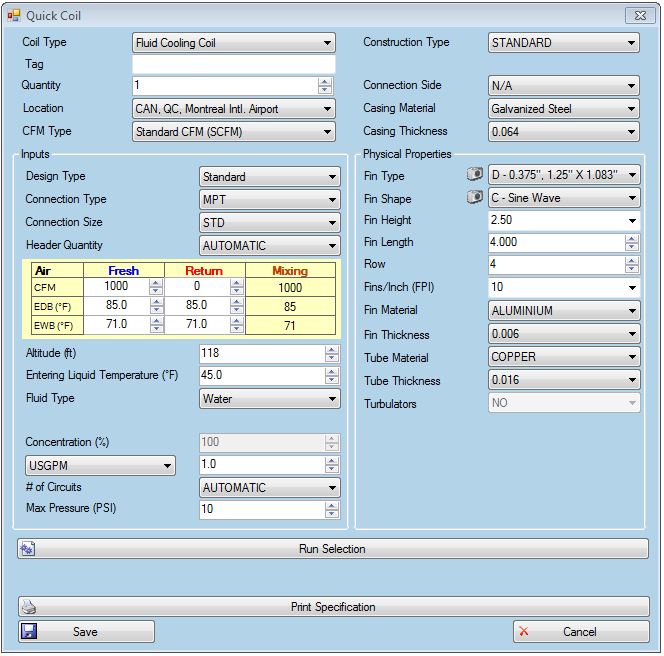 Quick Coil
Coil Type Fluid Cooling Coil Construction Type STANDARD
Tag
Quantity 1 Connection Side N/A
Location CAN, QC, Montreal Intl. Airport Casing Material Galvanized Steel
CFM Type Standard CFM (SCFM) Casing Thickness 0.064
Inputs
Design Type Standard
Connection Type MPT
Connection Size STD
Header Quantity AUTOMATIC
Air Fresh Return Mixing
CFM 1000 0 1000
EDB (°F) 85.0 85.0 85
EWB (°F) 71.0 71.0 71
Altitude (ft) 118
Entering Liquid Temperature (°F) 45.0
Fluid Type Water
Concentration (%) 100
USGPM 1.0
# of Circuits AUTOMATIC
Max Pressure (PSI) 10
Physical Properties
Fin Type D - 0.375", 1.25" X 1.083"
Fin Shape C - Sine Wave
Fin Height 2.50
Fin Length 4.000
Row 4
Fins/Inch (FPI) 10
Fin Material ALUMINIUM
Fin Thickness 0.006
Tube Material COPPER
Tube Thickness 0.016
Turbulators NO
Run Selection
Print Specification
Save Cancel